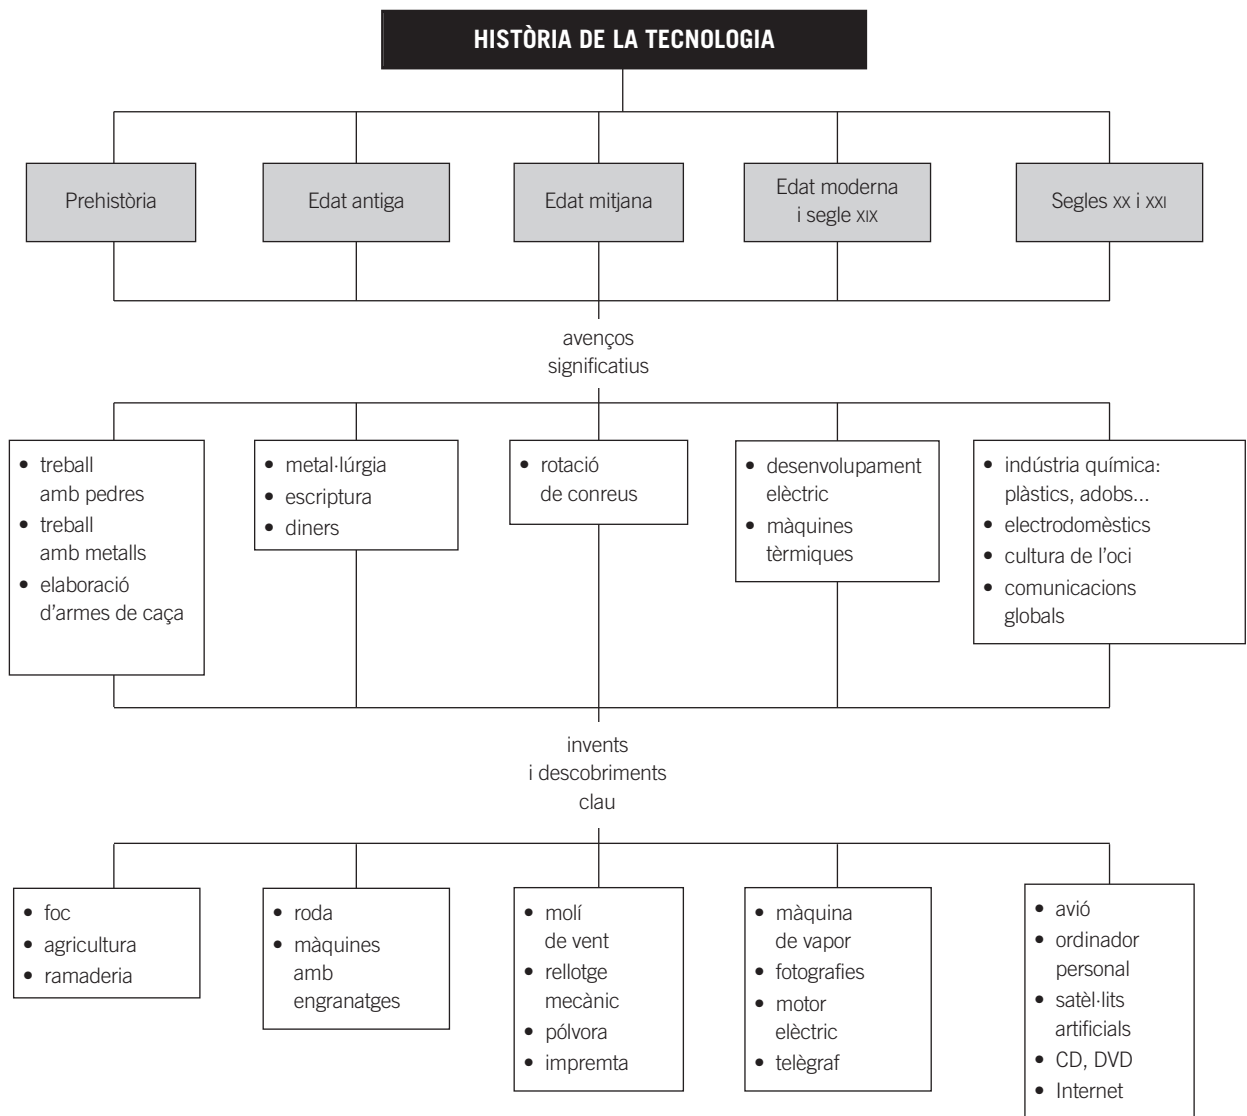 HISTÒRIA DE LA TECNOLOGIA
Prehistòria
Edat antiga
Edat mitjana
Edat moderna
i segle XIX
Segles XX i XXI
avenços
significatius
• treball
amb pedres
• treball
amb metalls
• elaboració
d'armes de caça
• metal·lúrgia
• escriptura
• diners
• rotació
de conreus
• desenvolupament
elèctric
• màquines
tèrmiques
• indústria química:
plàstics, adobs...
• electrodomèstics
• cultura de l'oci
• comunicacions
globals
invents
i descobriments
clau
• foc
• agricultura
• ramaderia
• roda
• màquines
amb
engranatges
• molí
de vent
• rellotge
mecànic
• pólvora
• impremta
• màquina
de vapor
• fotografies
• motor
elèctric
• telègraf
• avió
• ordinador
personal
• satèl·lits
artificials
• CD, DVD
• Internet